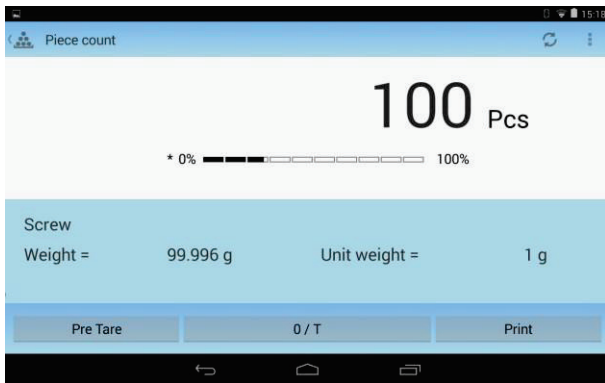 15:18
Piece count
100 Pcs
* 0% 100%
Screw
Weight = 99.996 g Unit weight = 1 g
Pre Tare 0 / T Print